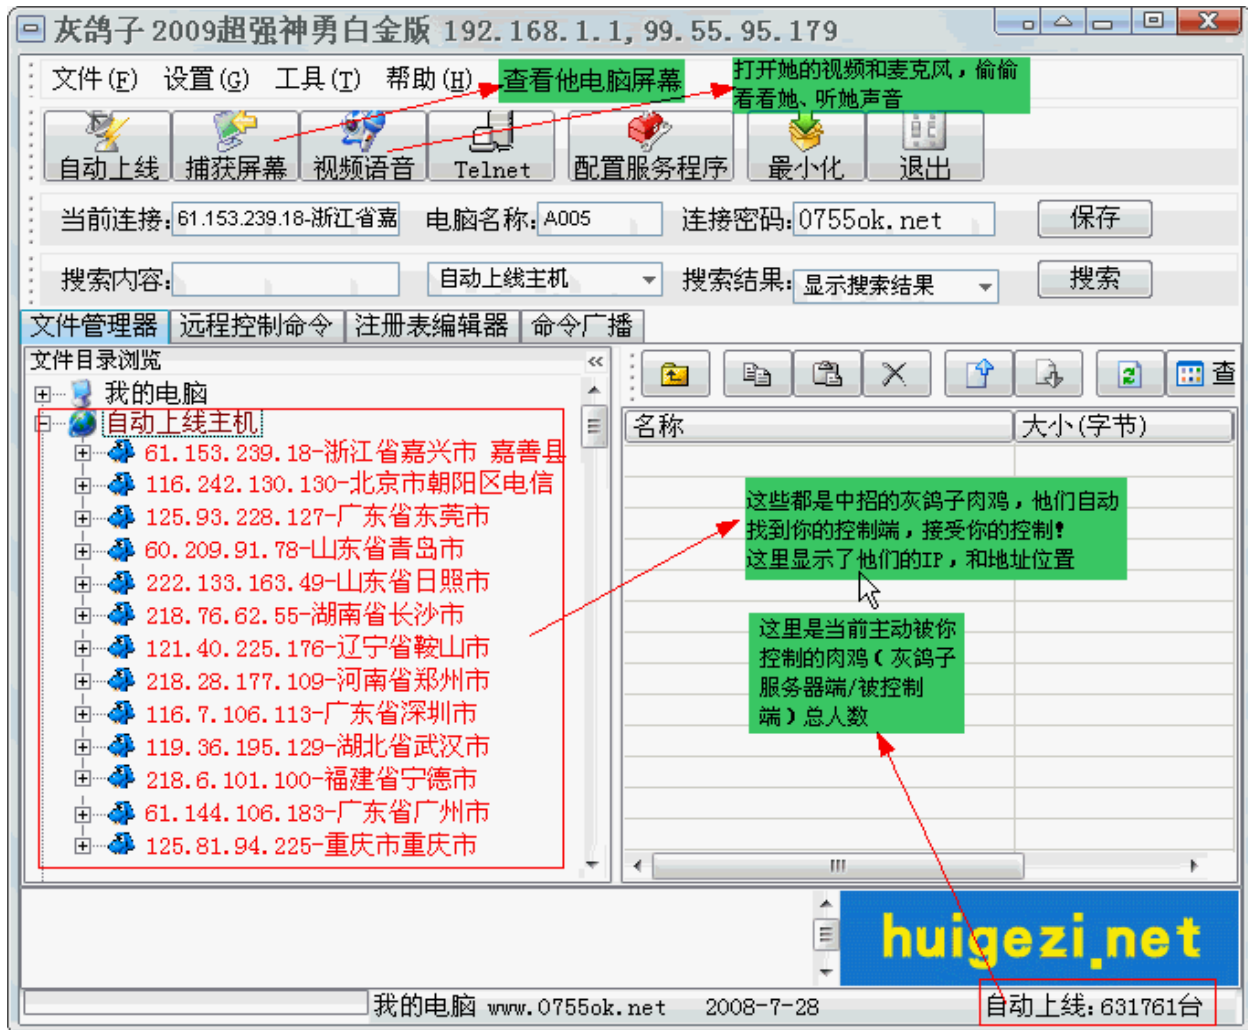 灰鸽子 2009超强神勇白金版 192.168.1.1,99.55.95.179
文件(F) 设置(G) 工具(T) 帮助(H)
查看他电脑屏幕
打开她的视频和麦克风，偷偷
看看她、听她声音
自动上线 捕获屏幕 视频语音 Telnet 配置服务程序 最小化 退出
当前连接: 61.153.239.18-浙江省嘉 电脑名称: A005 连接密码: 0755ok.net 保存
搜索内容: 自动上线主机 搜索结果: 显示搜索结果 搜索
文件管理器 远程控制命令 注册表编辑器 命令广播
文件目录浏览
查
我的电脑
自动上线主机
名称 大小(字节)
61.153.239.18-浙江省嘉兴市 嘉善县
116.242.130.130-北京市朝阳区电信
125.93.228.127-广东省东莞市
60.209.91.78-山东省青岛市
222.133.163.49-山东省日照市
218.76.62.55-湖南省长沙市
121.40.225.176-辽宁省鞍山市
218.28.177.109-河南省郑州市
116.7.106.113-广东省深圳市
119.36.195.129-湖北省武汉市
218.6.101.100-福建省宁德市
61.144.106.183-广东省广州市
125.81.94.225-重庆市重庆市
这些都是中招的灰鸽子肉鸡，他们自动
找到你的控制端，接受你的控制！
这里显示了他们的IP，和地址位置
这里是当前主动被你
控制的肉鸡（灰鸽子
服务器端/被控制
端）总人数
huigezi.net
我的电脑 www.0755ok.net 2008-7-28 自动上线:631761台